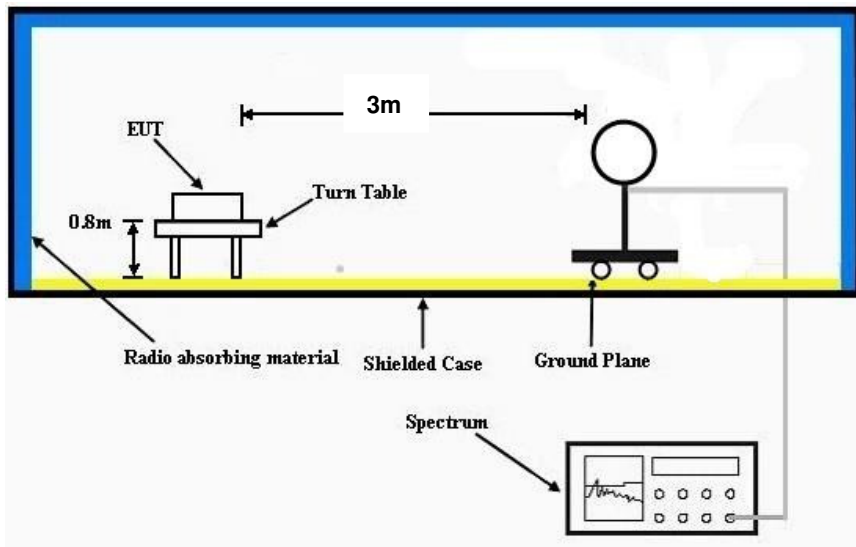 3m
EUT
Turn Table
0.8m
Radio absorbing material
Shielded Case
Ground Plane
Spectrum